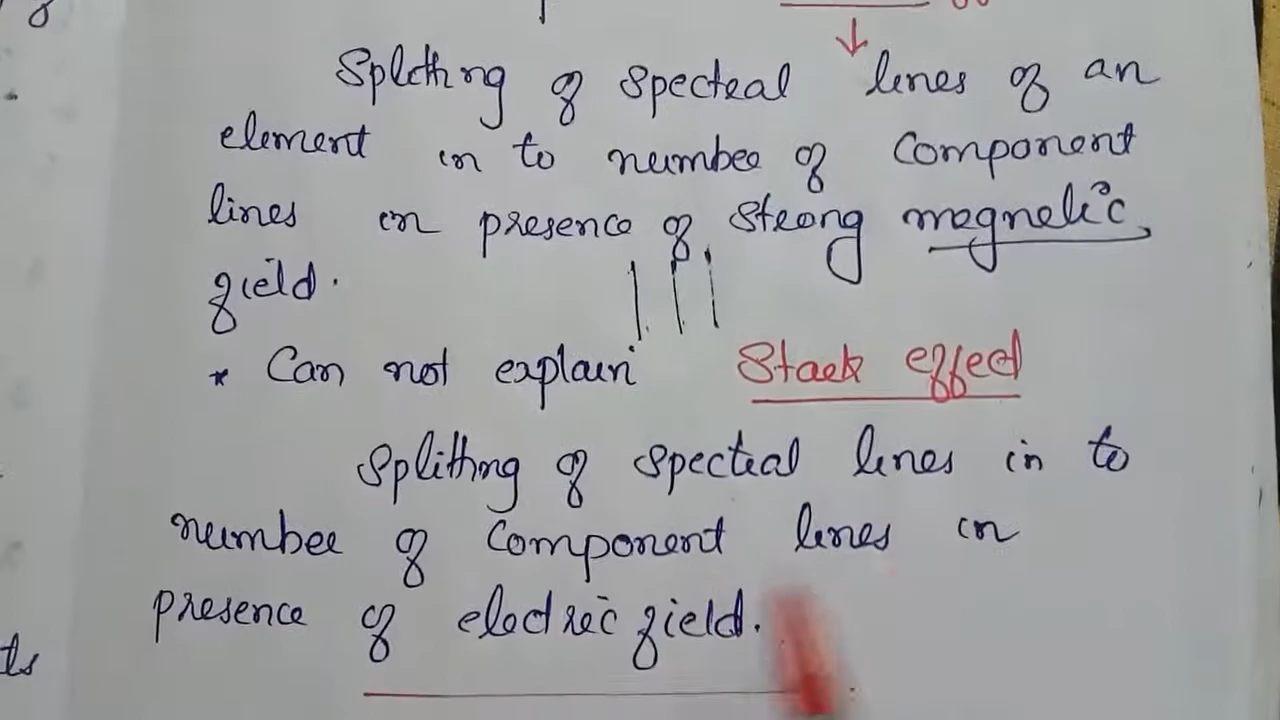 Splitting of spectral lines of an
element in to number of component
lines in presence of strong magnetic
field.
* Can not explain Stark effect
Splitting of spectral lines in to
number of component lines in
presence of electric field.
ts